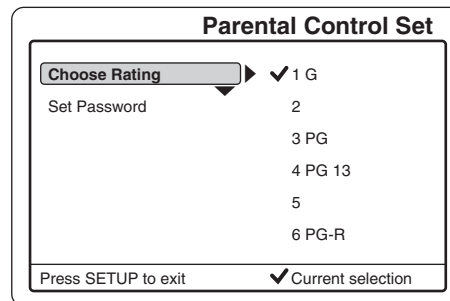 Parental Control Set
Choose Rating
✔ 1 G
Set Password
2
3 PG
4 PG 13
5
6 PG-R
Press SETUP to exit
✔ Current selection